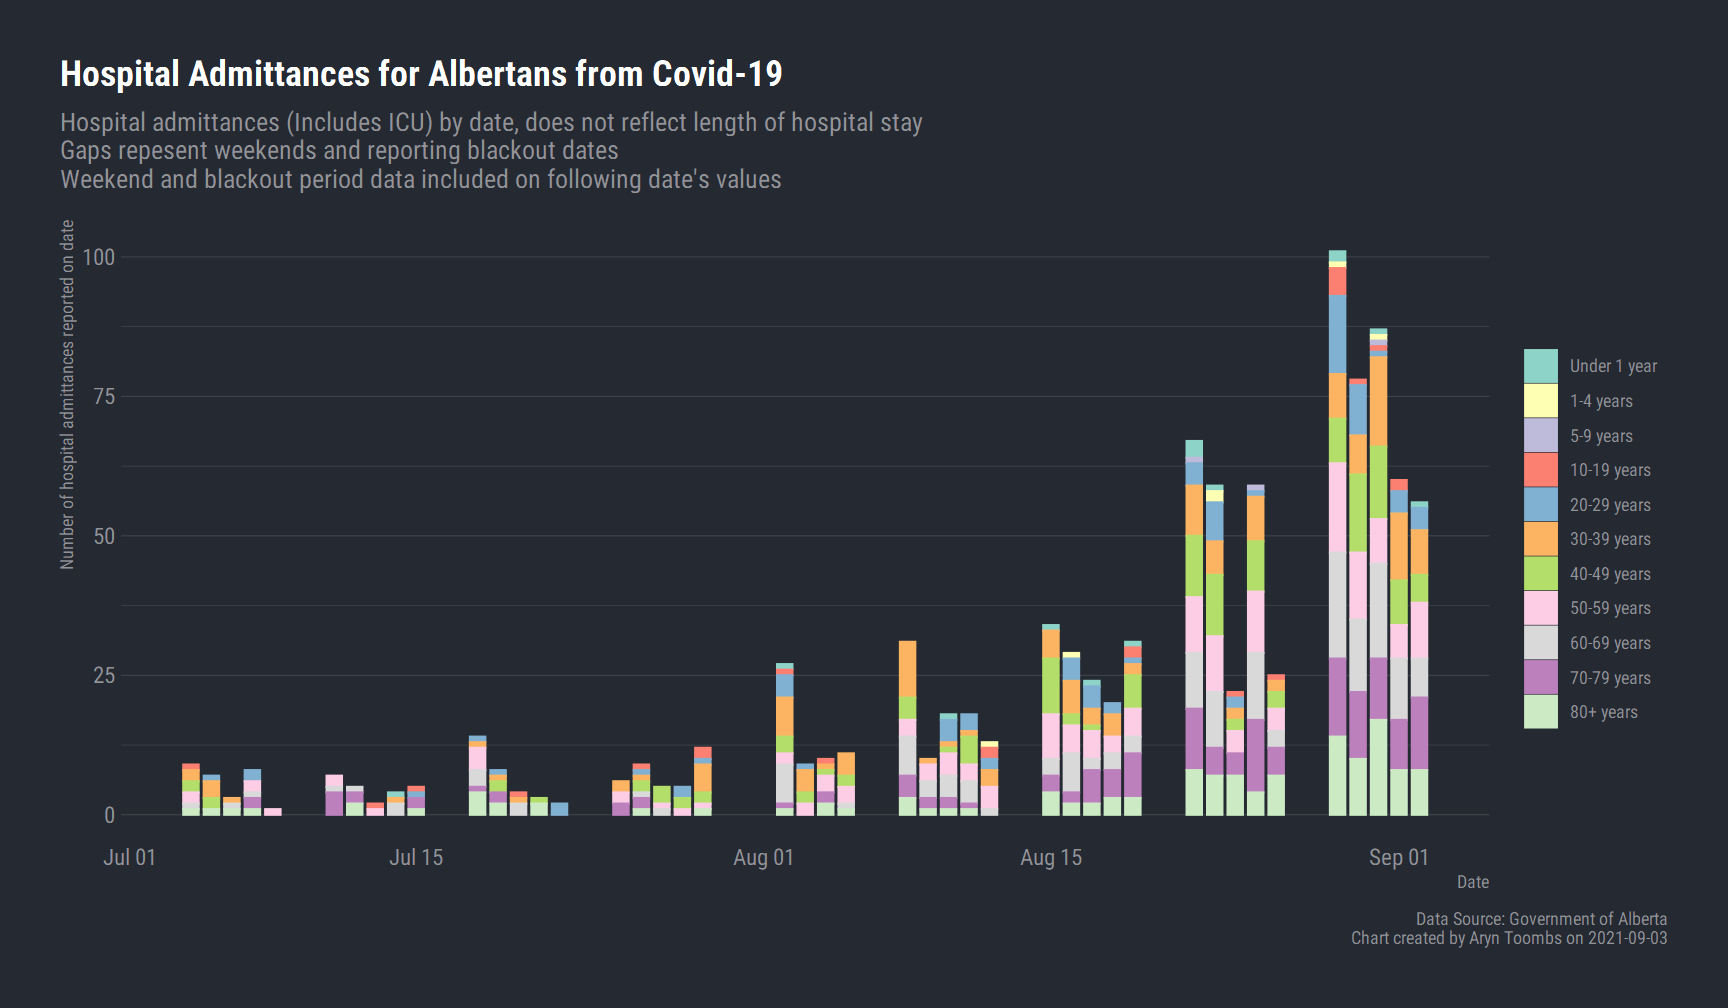 Hospital Admittances for Albertans from Covid-19
Hospital admittances (Includes ICU) by date, does not reflect length of hospital stay
Gaps repesent weekends and reporting blackout dates
Weekend and blackout period data included on following date's values
Number of hospital admittances reported on date
100
75
50
25
0
Jul 01
Jul 15
Aug 01
Aug 15
Sep 01
Date
Under 1 year
1-4 years
5-9 years
10-19 years
20-29 years
30-39 years
40-49 years
50-59 years
60-69 years
70-79 years
80+ years
Data Source: Government of Alberta
Chart created by Aryn Toombs on 2021-09-03